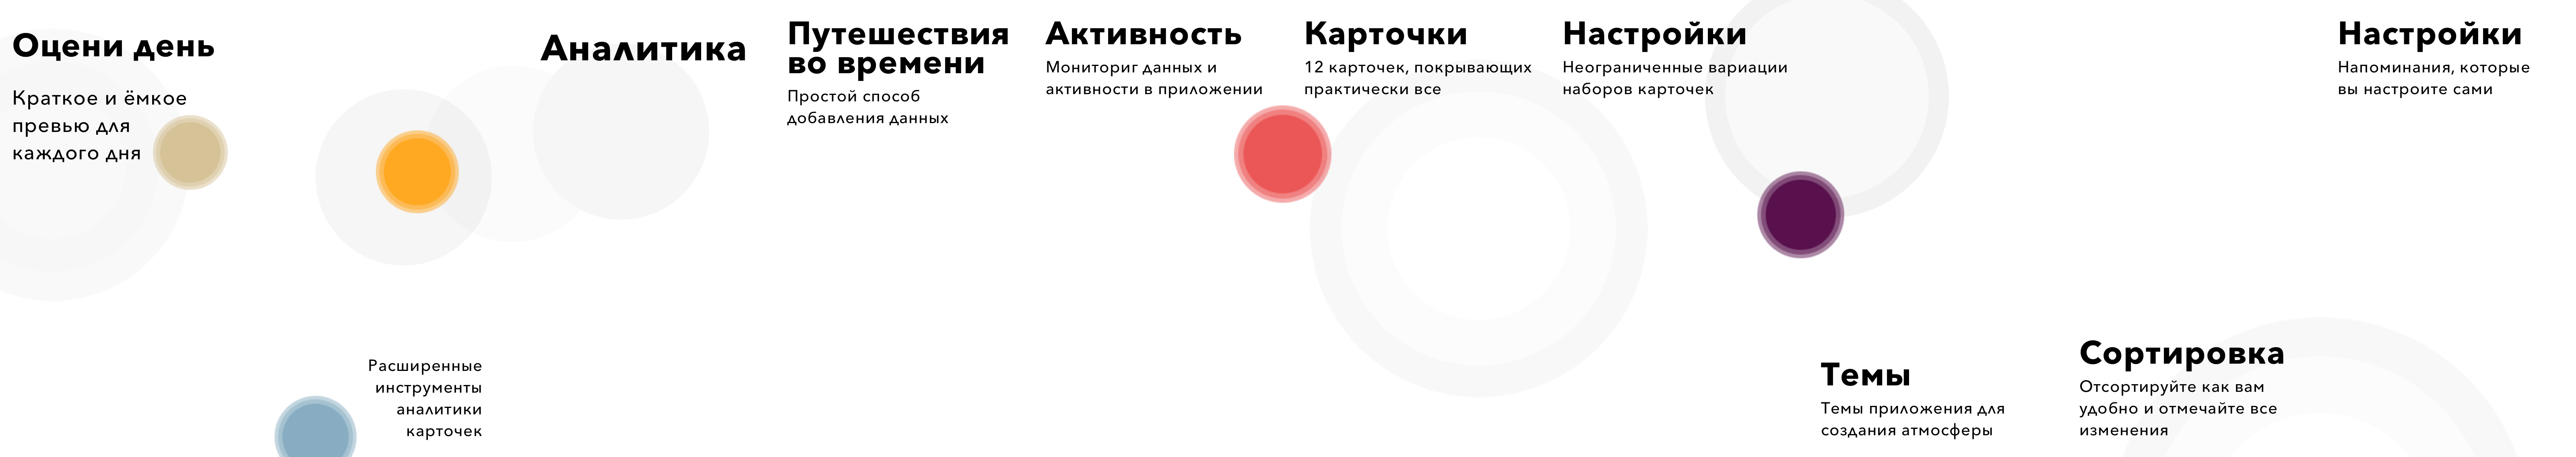 Оцени день
Краткое и ёмкое
превью для
каждого дня
Расширенные
инструменты
аналитики
карточек
Аналитика
Путешествия
во времени
Простой способ
добавления данных
Активность
Мониториг данных и
активности в приложении
Карточки
12 карточек, покрывающих
практически все
Настройки
Неограниченные вариации
наборов карточек
Темы
Темы приложения для
создания атмосферы
Сортировка
Отсортируйте как вам
удобно и отмечайте все
изменения
Настройки
Напоминания, которые
вы настроите сами